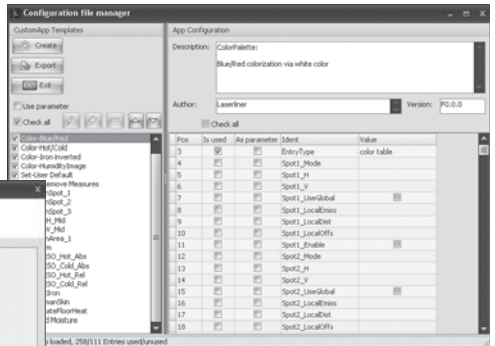 Configuration file manager
CustomApp Templates
Create
Export
Exit
Use parameter
Check all
Color-Blue/Red
Color-Hot/Cold
Color-Iron inverted
Color-HumidityImage
Set-User Default
emove Measures
Spot_1
Spot_2
Spot_3
H_Mid
V_Mid
Area_1
m
ISO_Hot_Abs
ISO_Cold_Abs
ISO_Hot_Rel
ISO_Cold_Rel
Iron
manSkin
ateFloorHeat
d Moisture
loaded, 258/111 Entries used/unused
App Configuration
Description: ColorPalette:
Blue/Red colorization via white color
Author: Laserliner Version: F0.0.0
Check all
Pos Is used As parameter Ident Value
3 EntryType color table
4 Spot1_Mode
5 Spot1_H
6 Spot1_V
7 Spot1_UseGlobal
8 Spot1_LocalEmiss
9 Spot1_LocalDist
10 Spot1_LocalOffs
11 Spot1_Enable
12 Spot2_Mode
13 Spot2_H
14 Spot2_V
15 Spot2_UseGlobal
16 Spot2_LocalEmiss
17 Spot2_LocalDist
18 Spot2_LocalOffs